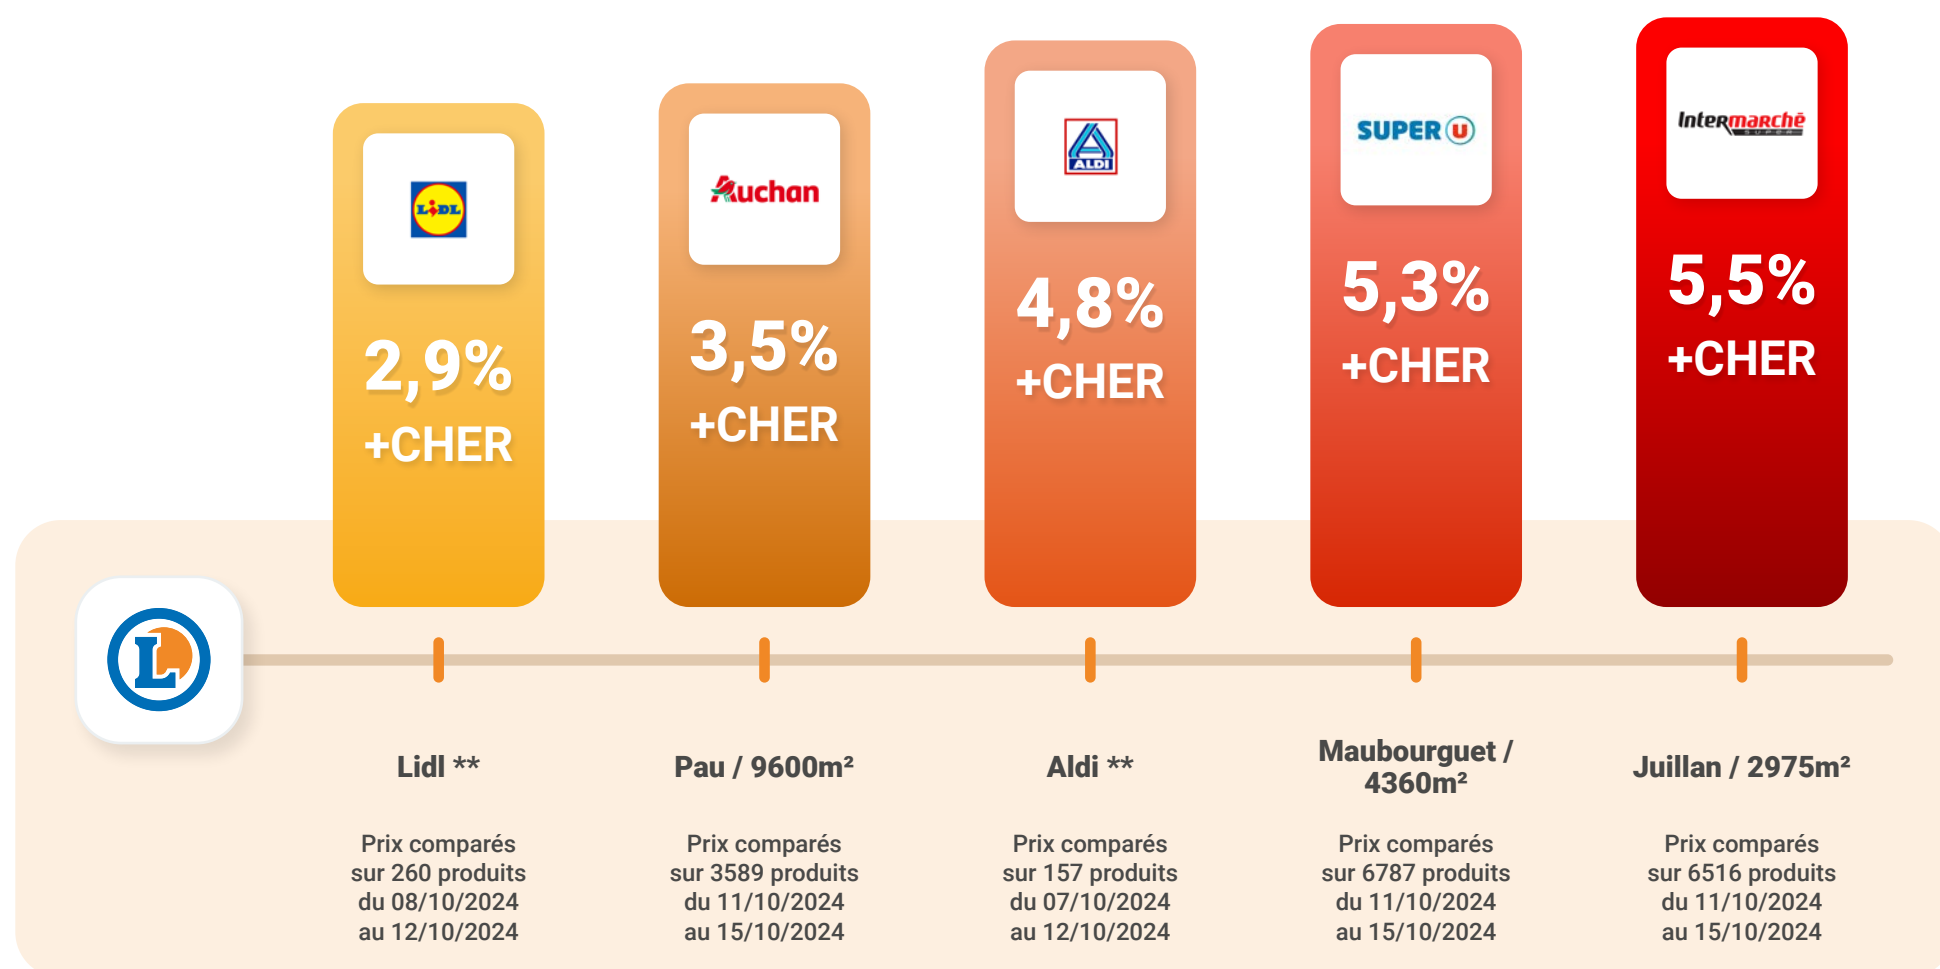 LiDL
2,9%
+CHER
Auchan
3,5%
+CHER
ALDI
4,8%
+CHER
SUPER U
5,3%
+CHER
Intermarchē
SUPER
5,5%
+CHER
L
Lidl **
Prix comparés
sur 260 produits
du 08/10/2024
au 12/10/2024
Pau / 9600m²
Prix comparés
sur 3589 produits
du 11/10/2024
au 15/10/2024
Aldi **
Prix comparés
sur 157 produits
du 07/10/2024
au 12/10/2024
Maubourguet /
4360m²
Prix comparés
sur 6787 produits
du 11/10/2024
au 15/10/2024
Juillan / 2975m²
Prix comparés
sur 6516 produits
du 11/10/2024
au 15/10/2024